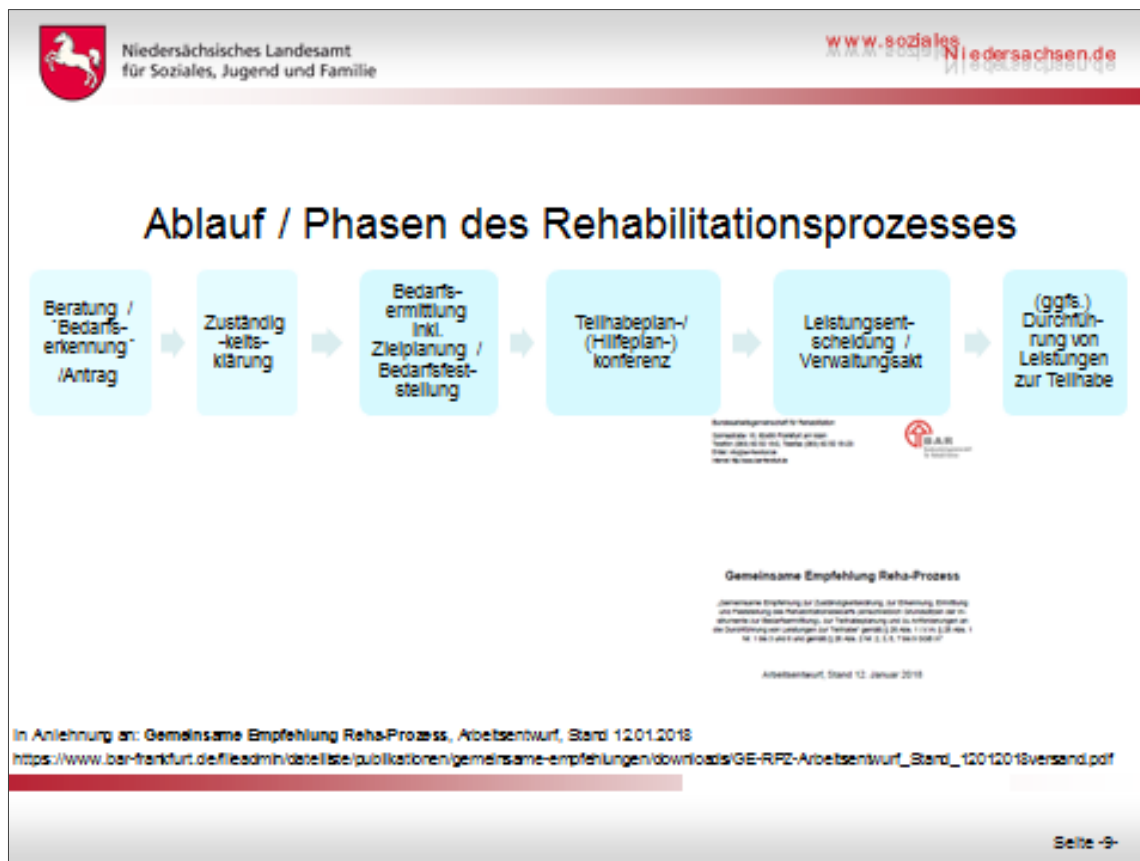 Niedersächsisches Landesamt
für Soziales, Jugend und Familie
www.soziales
Niedersachsen.de
Ablauf / Phasen des Rehabilitationsprozesses
Beratung /
"Bedarfs-
erkennung"
/Antrag
Zuständig
-keits-
klärung
Bedarfs-
ermittlung
inkl.
Zielplanung /
Bedarfsfest-
stellung
Teilhabeplan-/
(Hilfeplan-)
konferenz
Leistungsent-
scheidung /
Verwaltungsakt
(ggfs.)
Durchfüh-
rung von
Leistungen
zur Teilhabe
Bundesarbeitsgemeinschaft für Rehabilitation
BAR
Gemeinsame Empfehlung Reha-Prozess
Arbeitsentwurf, Stand 12. Januar 2018
In Anlehnung an: Gemeinsame Empfehlung Reha-Prozess, Arbeitsentwurf, Stand 12.01.2018
https://www.bar-frankfurt.de/fileadmin/dateiliste/publikationen/gemeinsame-empfehlungen/downloads/GE-RPZ-Arbeitsentwurf_Stand_12012018versand.pdf
Seite -9-